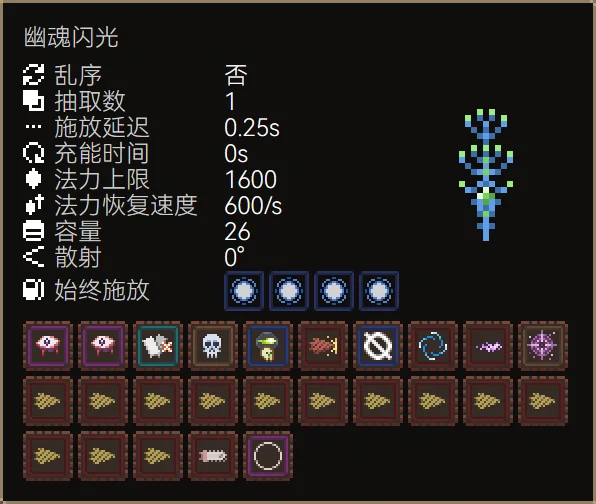 幽魂闪光
乱序 否
抽取数 1
施放延迟 0.25s
充能时间 0s
法力上限 1600
法力恢复速度 600/s
容量 26
散射 0°
始终施放